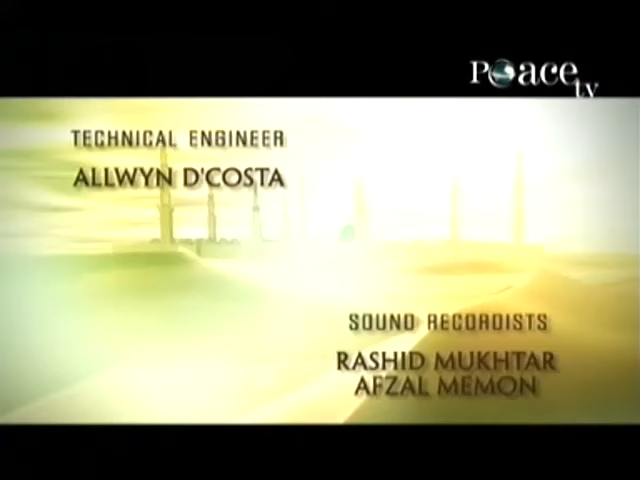 Peace
tv
TECHNICAL ENGINEER
ALLWYN D'COSTA
SOUND RECORDISTS
RASHID MUKHTAR
AFZAL MEMON